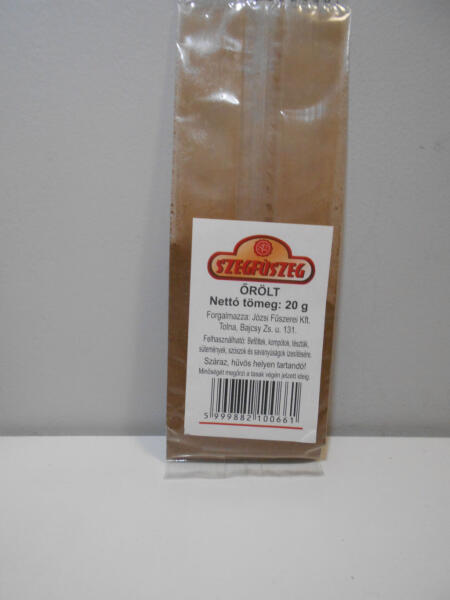 SZEGFŰSZEG
ŐRÖLT
Nettó tömeg: 20 g
Forgalmazza: Józsi Fűszerei Kft.
Tolna, Bajcsy Zs. u. 131.
Felhasználható: Befőttek, kompótok, tészták,
sütemények, szószok és savanyúságok ízesítésére.
Száraz, hűvös helyen tartandó!
Minőségét megőrzi a tasak végén jelzett ideig.
5 999882 100661